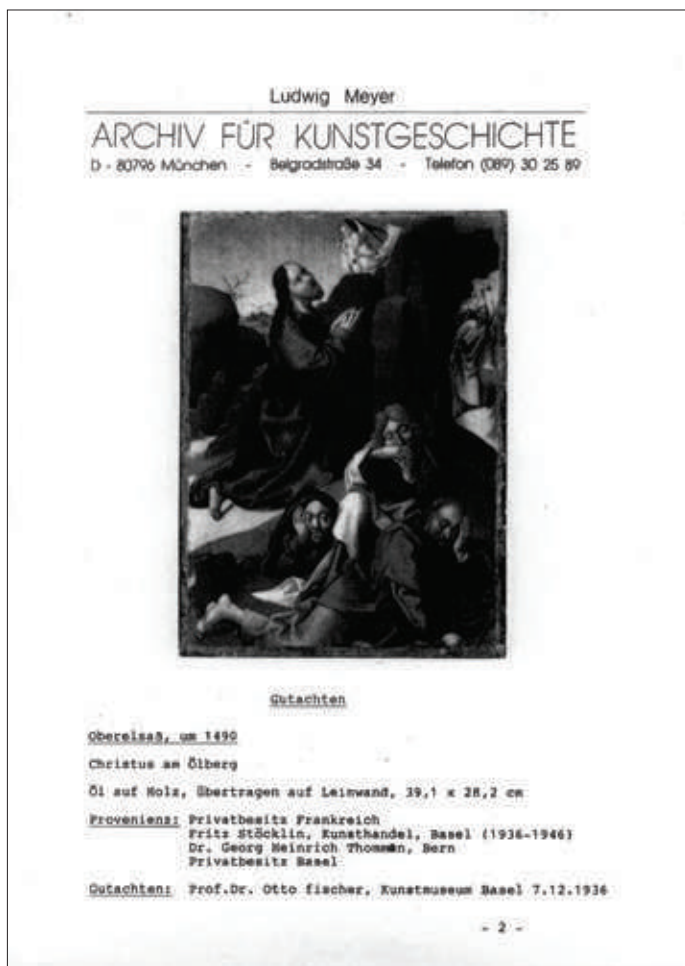 Ludwig Meyer
ARCHIV FÜR KUNSTGESCHICHTE
D - 80796 München - Belgradstraße 34 - Telefon (089) 30 25 89
Gutachten
Oberelsaß, um 1490
Christus am Ölberg
Öl auf Holz, übertragen auf Leinwand, 39,1 x 28,2 cm
Provenienz: Privatbesitz Frankreich
Fritz Stöcklin, Kunsthandel, Basel (1936-1946)
Dr. Georg Heinrich Thommen, Bern
Privatbesitz Basel
Gutachten: Prof.Dr. Otto fischer, Kunstmuseum Basel 7.12.1936
- 2 -